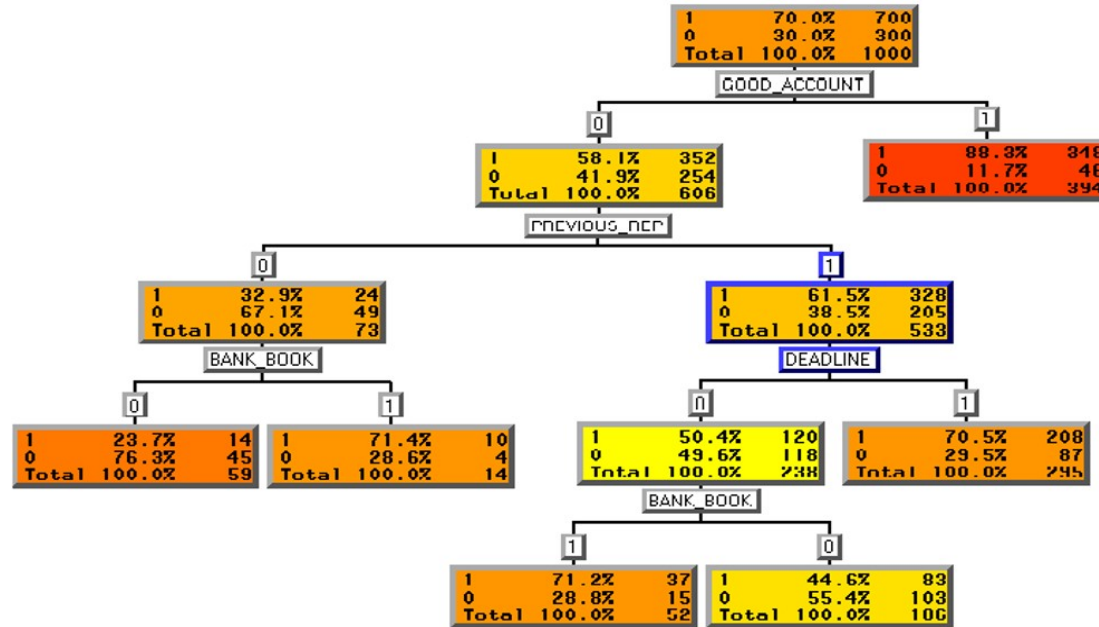 1 70.0% 700
0 30.0% 300
Total 100.0% 1000
GOOD_ACCOUNT
0
1
1 58.1% 352
0 41.9% 254
Total 100.0% 606
1 88.3% 348
0 11.7% 46
Total 100.0% 394
0
1
1 32.9% 24
0 67.1% 49
Total 100.0% 73
1 61.5% 328
0 38.5% 205
Total 100.0% 533
BANK_BOOK
DEADLINE
0
1
0
1
1 23.7% 14
0 76.3% 45
Total 100.0% 59
1 71.4% 10
0 28.6% 4
Total 100.0% 14
1 50.4% 120
0 49.6% 118
Total 100.0% 238
1 70.5% 208
0 29.5% 87
Total 100.0% 295
BANK_BOOK
1
0
1 71.2% 37
0 28.8% 15
Total 100.0% 52
1 44.6% 83
0 55.4% 103
Total 100.0% 186